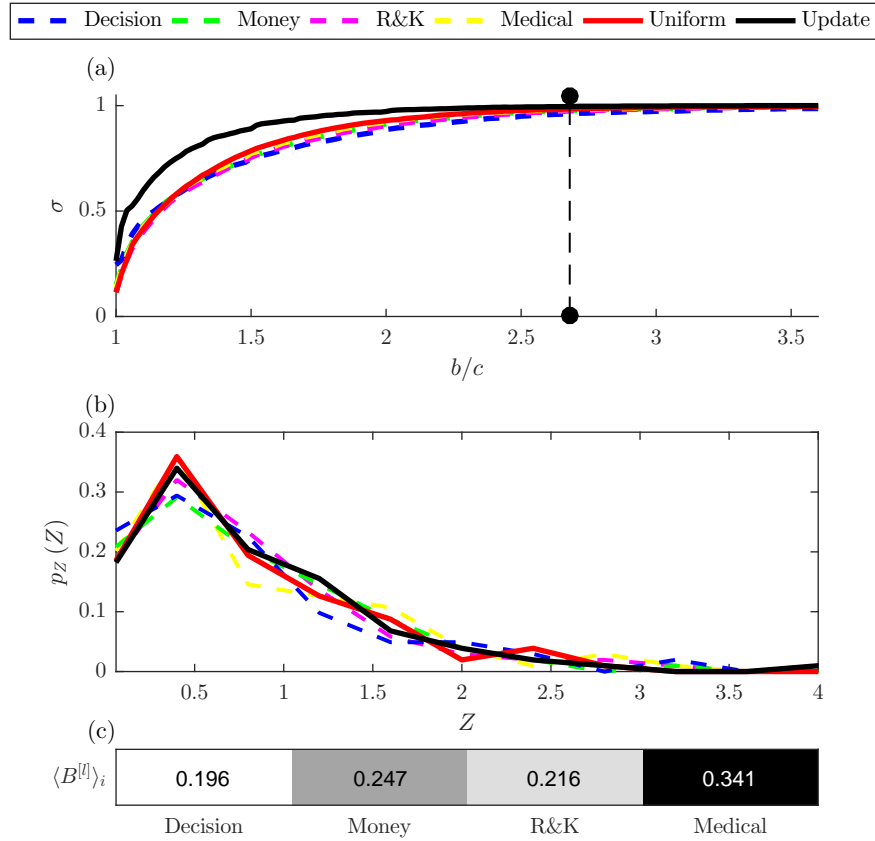 Decision Money R&K Medical Uniform Update
(a)
1
0.5
0
σ
1 1.5 2 2.5 3 3.5
b/c
(b)
0.4
0.3
0.2
0.1
0
p_Z (Z)
0.5 1 1.5 2 2.5 3 3.5 4
Z
(c)
⟨B^[l]⟩_i 0.196 0.247 0.216 0.341
Decision Money R&K Medical